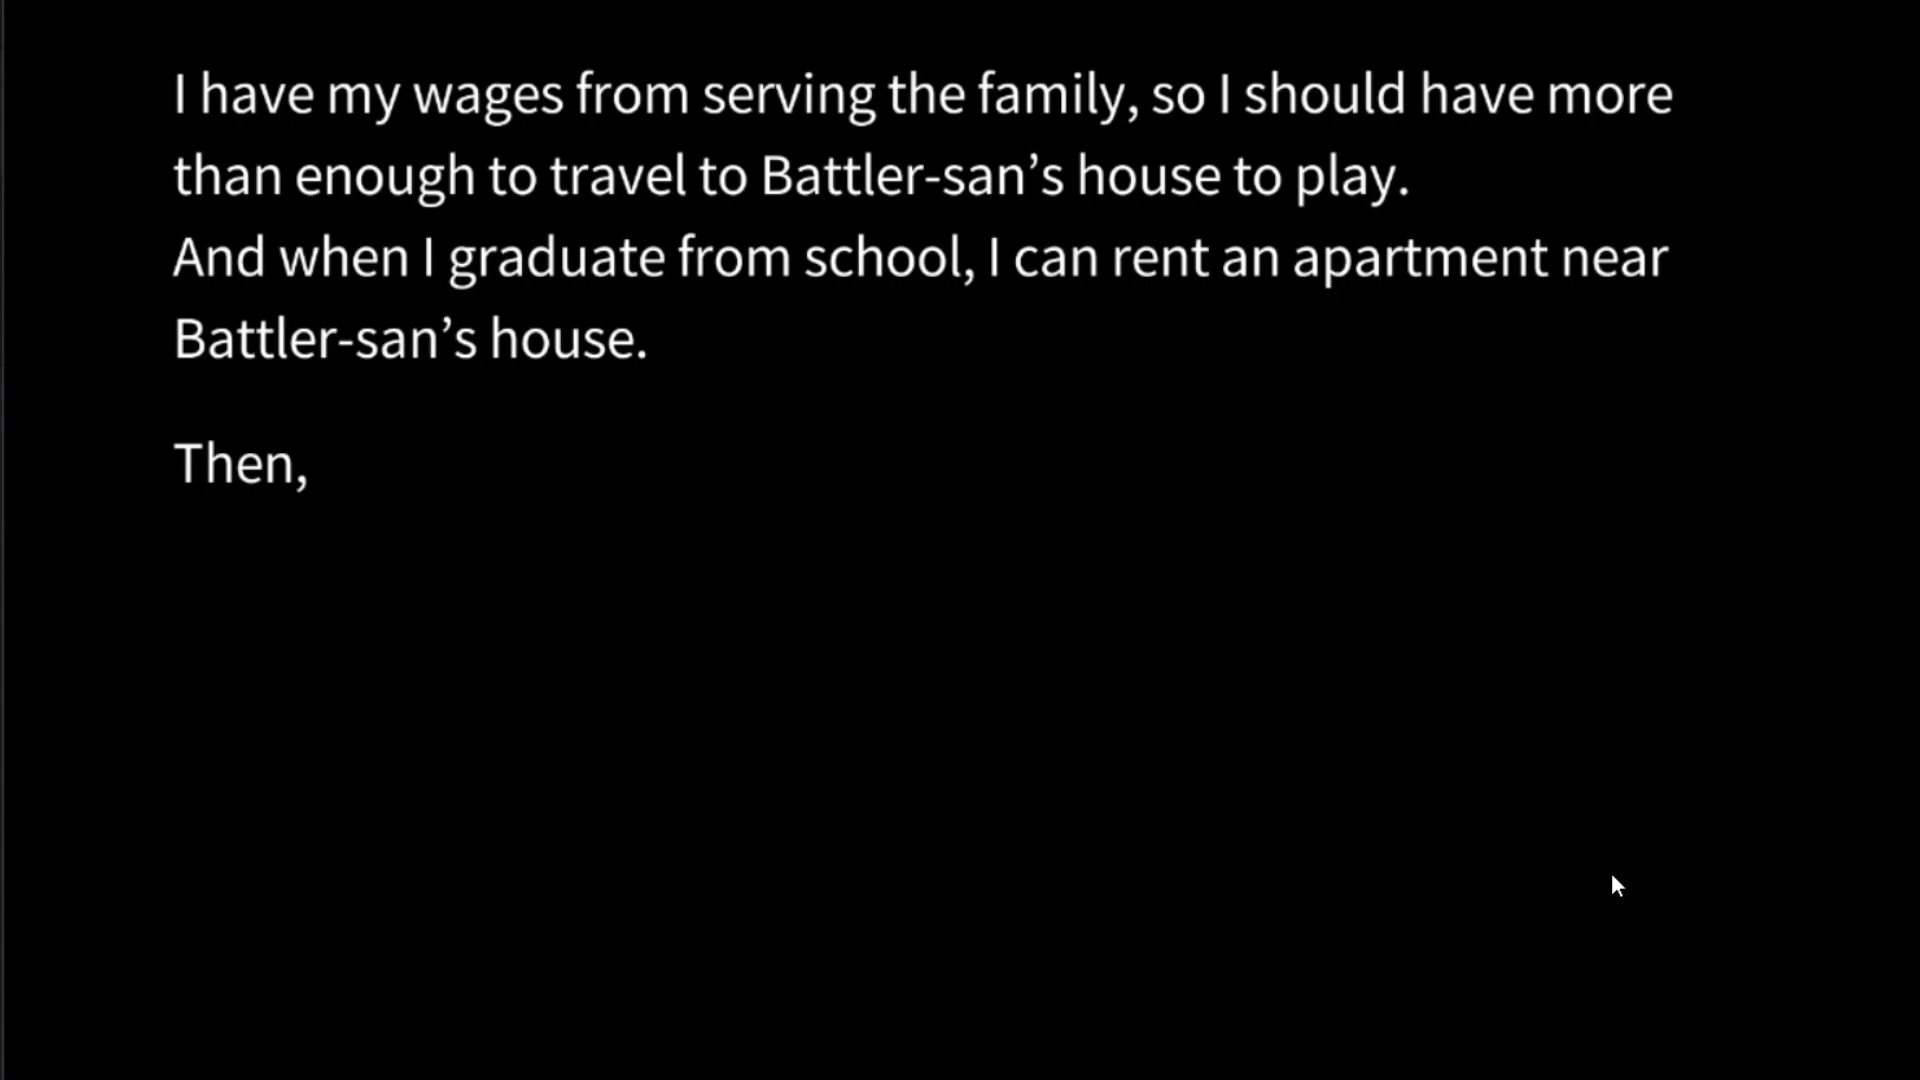 I have my wages from serving the family, so I should have more
than enough to travel to Battler-san’s house to play.
And when I graduate from school, I can rent an apartment near
Battler-san’s house.
Then,